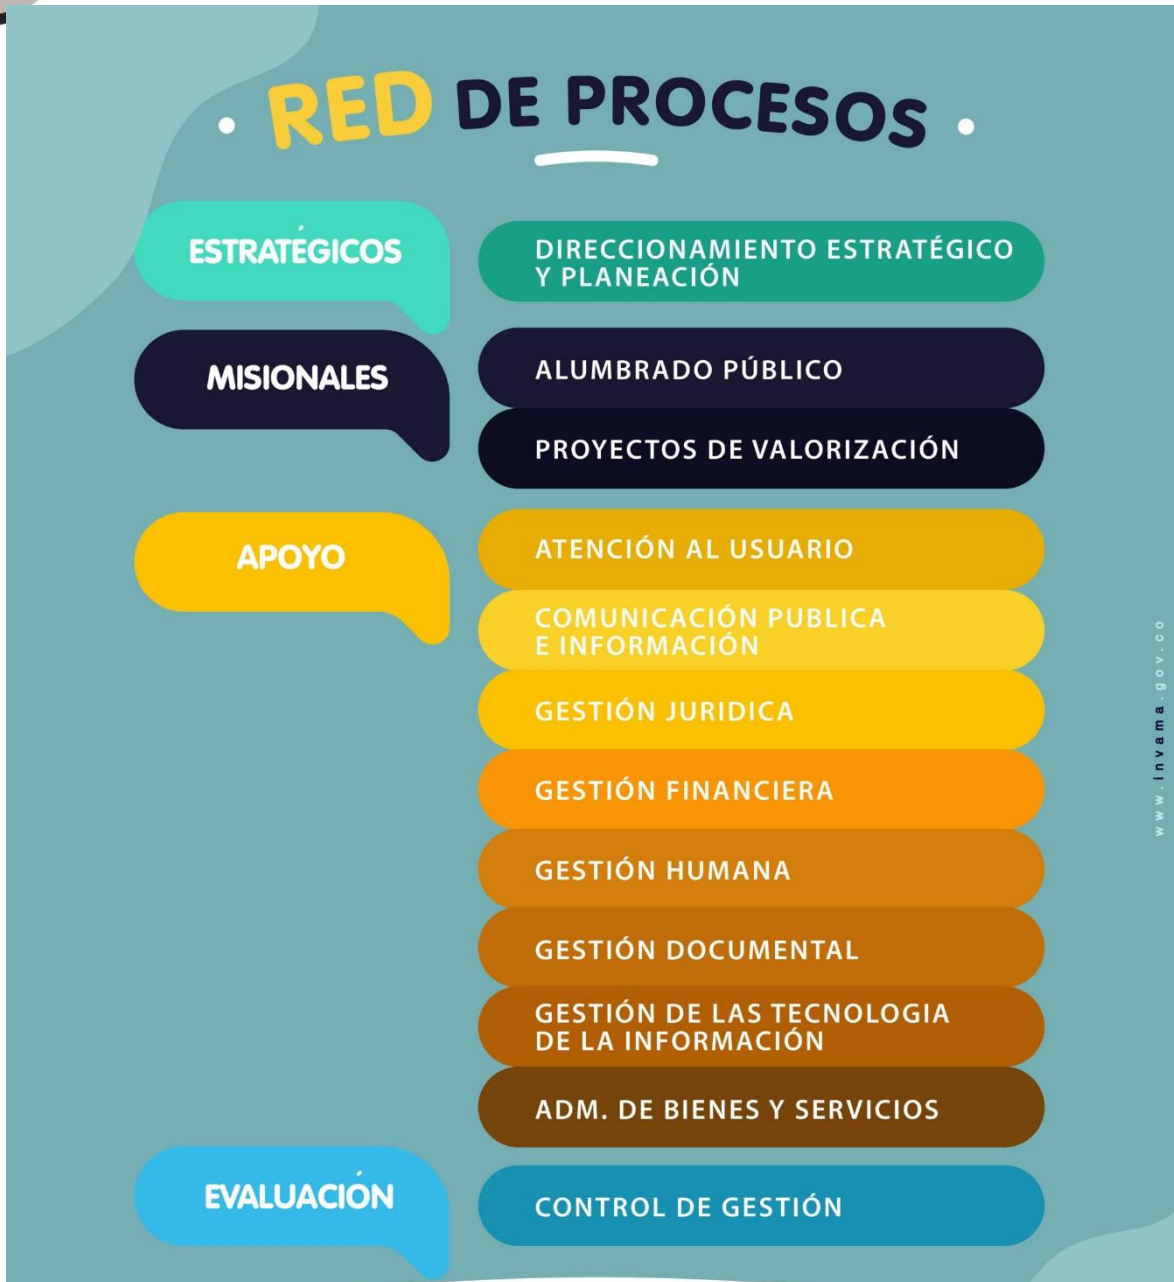 RED DE PROCESOS
ESTRATÉGICOS
DIRECCIONAMIENTO ESTRATÉGICO
Y PLANEACIÓN
MISIONALES
ALUMBRADO PÚBLICO
PROYECTOS DE VALORIZACIÓN
APOYO
ATENCIÓN AL USUARIO
COMUNICACIÓN PUBLICA
E INFORMACIÓN
GESTIÓN JURIDICA
GESTIÓN FINANCIERA
GESTIÓN HUMANA
GESTIÓN DOCUMENTAL
GESTIÓN DE LAS TECNOLOGIA
DE LA INFORMACIÓN
ADM. DE BIENES Y SERVICIOS
EVALUACIÓN
CONTROL DE GESTIÓN
www.invama.gov.co